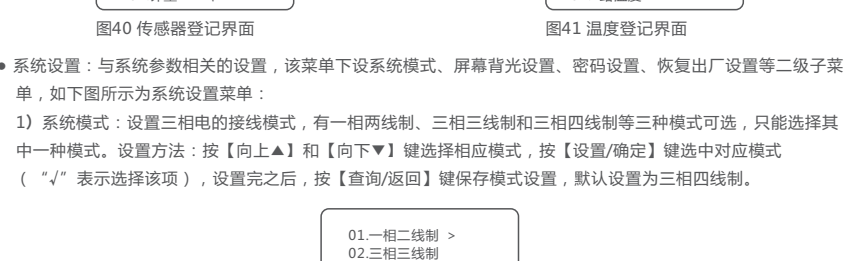 图40 传感器登记界面
图41 温度登记界面
● 系统设置：与系统参数相关的设置，该菜单下设系统模式、屏幕背光设置、密码设置、恢复出厂设置等二级子菜
单，如下图所示为系统设置菜单：
1）系统模式：设置三相电的接线模式，有一相两线制、三相三线制和三相四线制等三种模式可选，只能选择其
中一种模式。设置方法：按【向上▲】和【向下▼】键选择相应模式，按【设置/确定】键选中对应模式
（ “√”表示选择该项），设置完之后，按【查询/返回】键保存模式设置，默认设置为三相四线制。
01.一相二线制 >
02.三相三线制